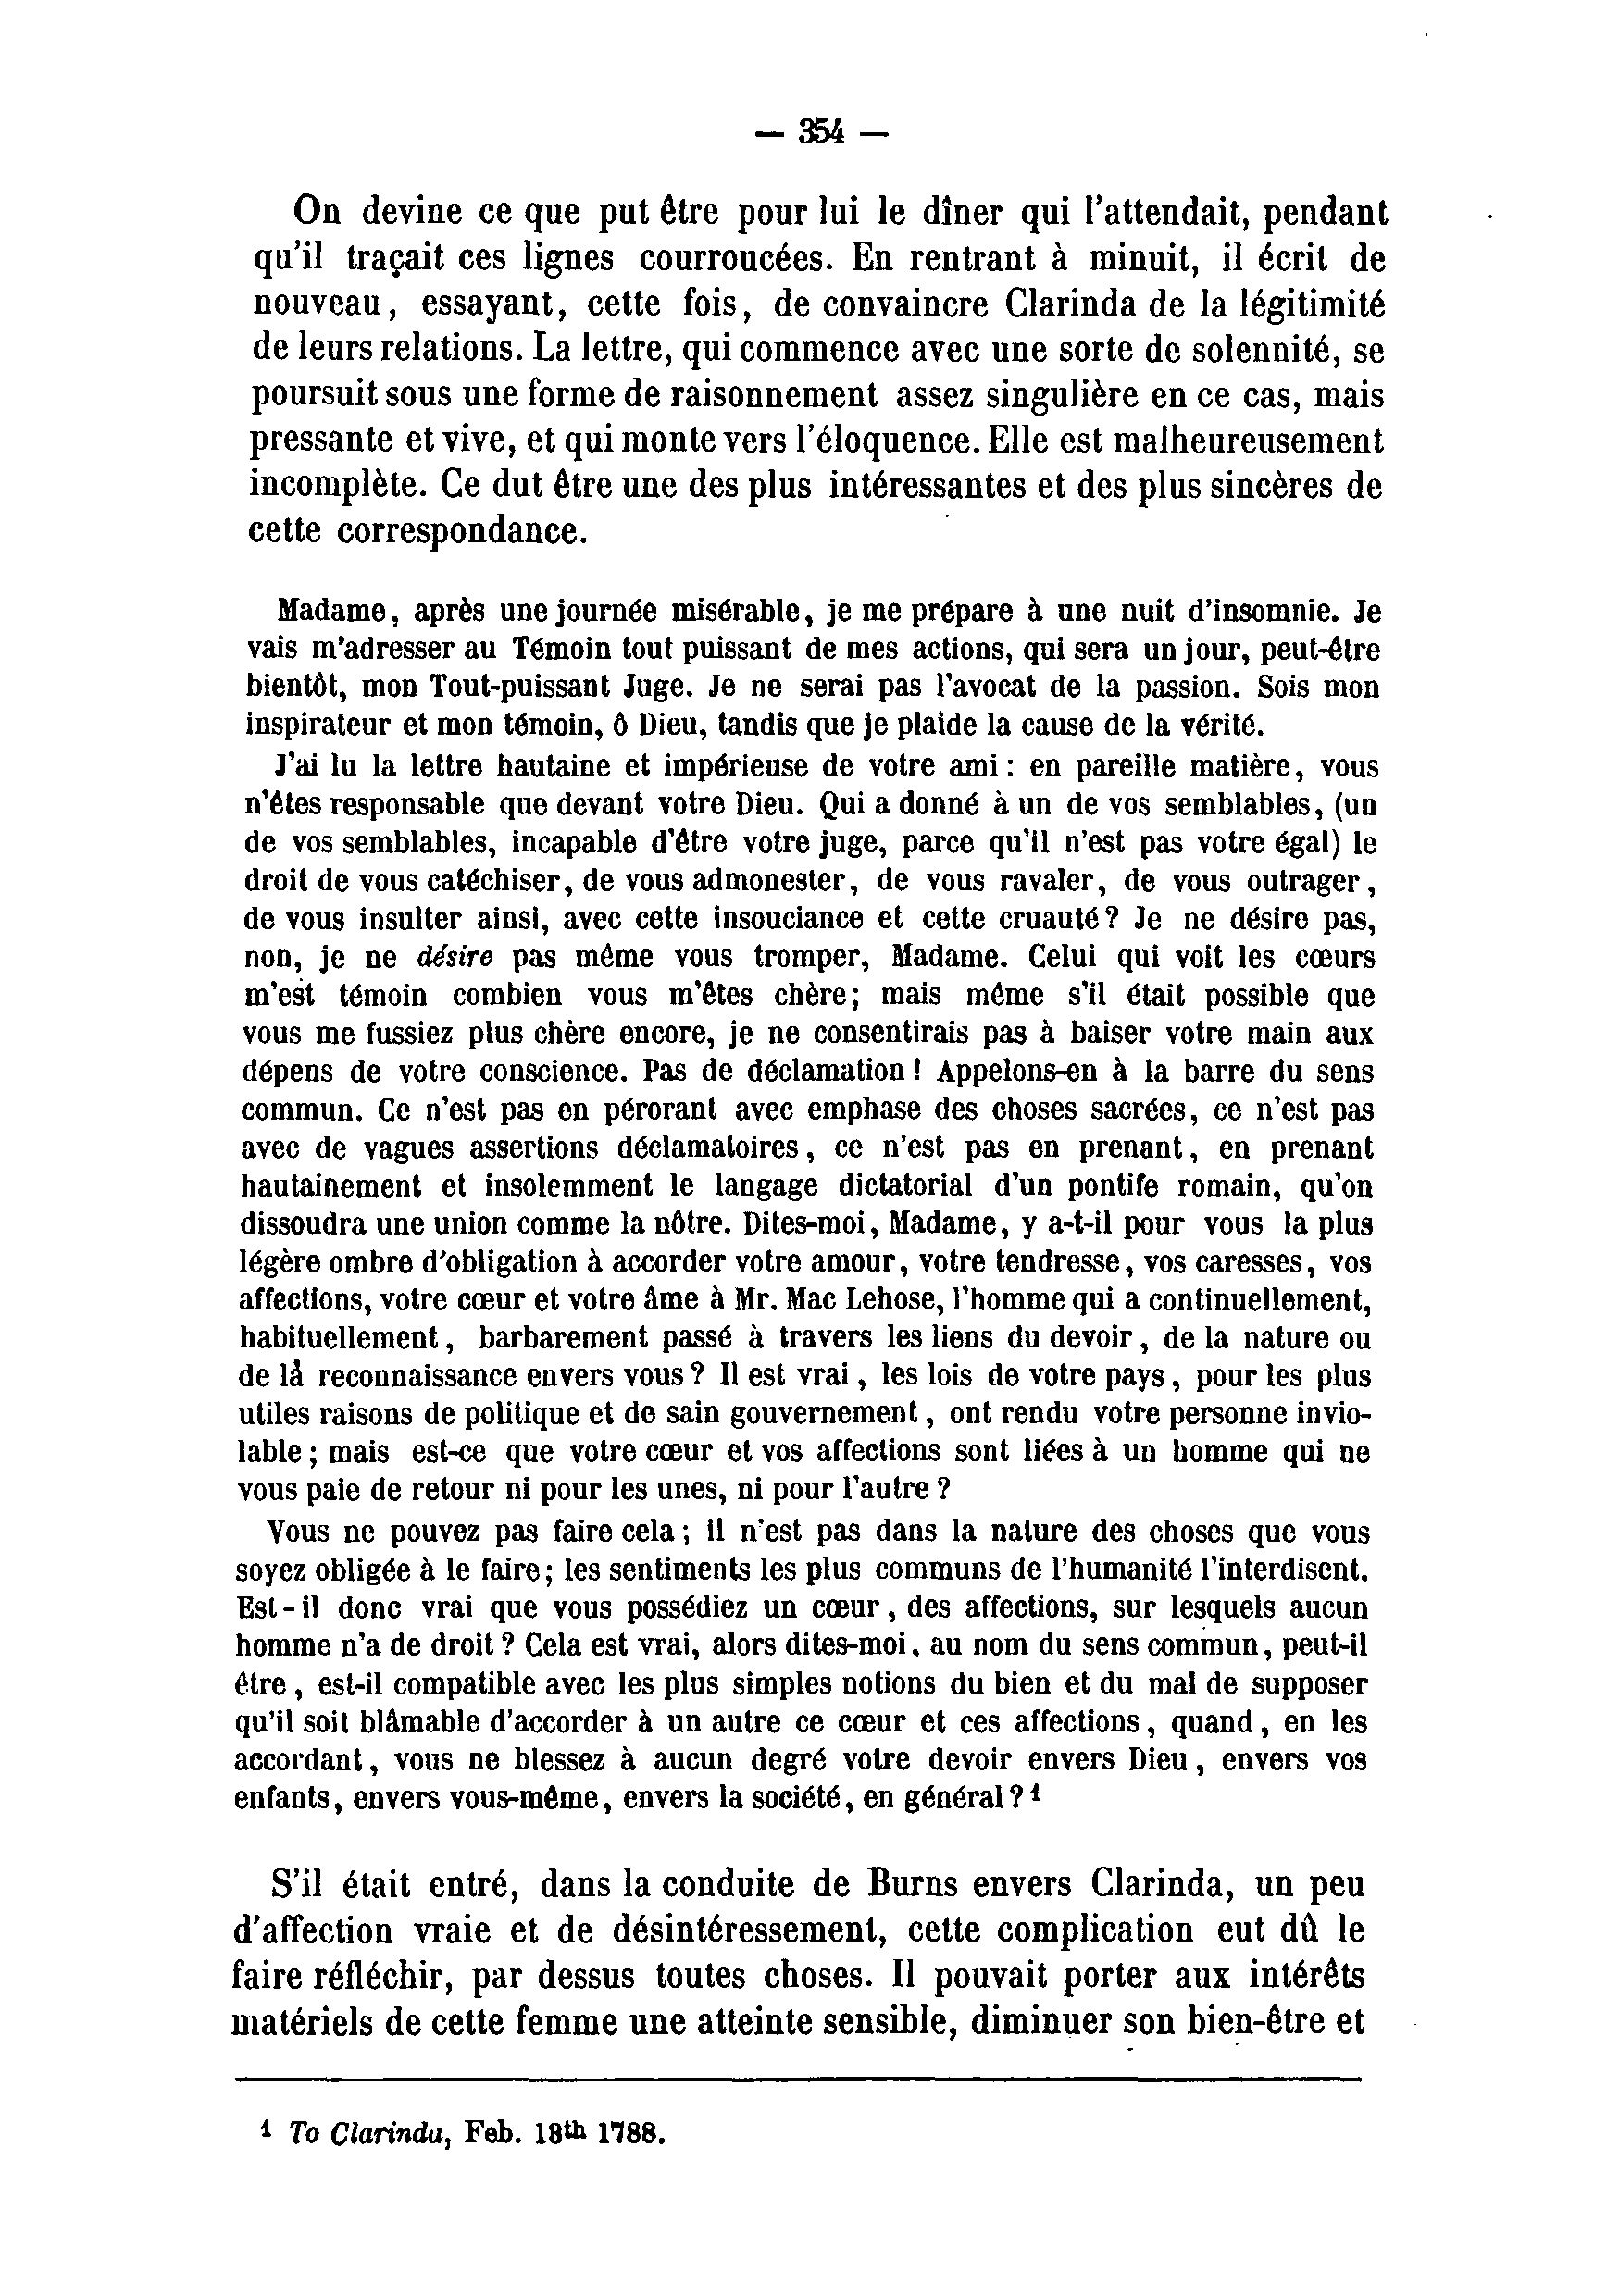 — 354 —
On devine ce que put être pour lui le dîner qui l'attendait, pendant
qu'il traçait ces lignes courroucées. En rentrant à minuit, il écrit de
nouveau, essayant, cette fois, de convaincre Clarinda de la légitimité
de leurs relations. La lettre, qui commence avec une sorte de solennité, se
poursuit sous une forme de raisonnement assez singulière en ce cas, mais
pressante et vive, et qui monte vers l'éloquence. Elle est malheureusement
incomplète. Ce dut être une des plus intéressantes et des plus sincères de
cette correspondance.
Madame, après une journée misérable, je me prépare à une nuit d'insomnie. Je
vais m'adresser au Témoin tout puissant de mes actions, qui sera un jour, peut-être
bientôt, mon Tout-puissant Juge. Je ne serai pas l'avocat de la passion. Sois mon
inspirateur et mon témoin, ô Dieu, tandis que je plaide la cause de la vérité.
J'ai lu la lettre hautaine et impérieuse de votre ami : en pareille matière, vous
n'êtes responsable que devant votre Dieu. Qui a donné à un de vos semblables, (un
de vos semblables, incapable d'être votre juge, parce qu'il n'est pas votre égal) le
droit de vous catéchiser, de vous admonester, de vous ravaler, de vous outrager,
de vous insulter ainsi, avec cette insouciance et cette cruauté ? Je ne désire pas,
non, je ne désire pas même vous tromper, Madame. Celui qui voit les cœurs
m'est témoin combien vous m'êtes chère; mais même s'il était possible que
vous me fussiez plus chère encore, je ne consentirais pas à baiser votre main aux
dépens de votre conscience. Pas de déclamation ! Appelons-en à la barre du sens
commun. Ce n'est pas en pérorant avec emphase des choses sacrées, ce n'est pas
avec de vagues assertions déclamatoires, ce n'est pas en prenant, en prenant
hautainement et insolemment le langage dictatorial d'un pontife romain, qu'on
dissoudra une union comme la nôtre. Dites-moi, Madame, y a-t-il pour vous la plus
légère ombre d'obligation à accorder votre amour, votre tendresse, vos caresses, vos
affections, votre cœur et votre âme à Mr. Mac Lehose, l'homme qui a continuellement,
habituellement, barbarement passé à travers les liens du devoir, de la nature ou
de la reconnaissance envers vous ? Il est vrai, les lois de votre pays, pour les plus
utiles raisons de politique et de sain gouvernement, ont rendu votre personne invio-
lable ; mais est-ce que votre cœur et vos affections sont liées à un homme qui ne
vous paie de retour ni pour les unes, ni pour l'autre ?
Vous ne pouvez pas faire cela ; il n'est pas dans la nature des choses que vous
soyez obligée à le faire; les sentiments les plus communs de l'humanité l'interdisent.
Est-il donc vrai que vous possédiez un cœur, des affections, sur lesquels aucun
homme n'a de droit ? Cela est vrai, alors dites-moi, au nom du sens commun, peut-il
être, est-il compatible avec les plus simples notions du bien et du mal de supposer
qu'il soit blâmable d'accorder à un autre ce cœur et ces affections, quand, en les
accordant, vous ne blessez à aucun degré votre devoir envers Dieu, envers vos
enfants, envers vous-même, envers la société, en général ? 1
S'il était entré, dans la conduite de Burns envers Clarinda, un peu
d'affection vraie et de désintéressement, cette complication eut dû le
faire réfléchir, par dessus toutes choses. Il pouvait porter aux intérêts
matériels de cette femme une atteinte sensible, diminuer son bien-être et
1 To Clarinda, Feb. 18th 1788.